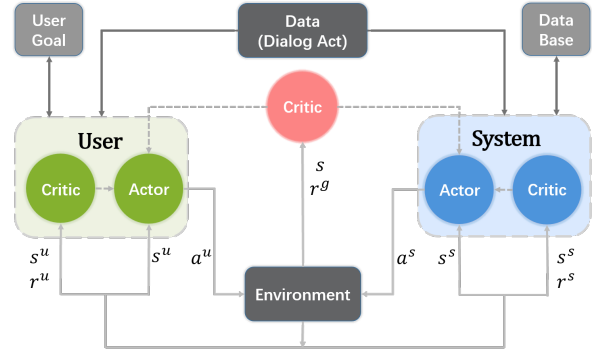 User
Goal
Data
(Dialog Act)
Data
Base
Critic
User
System
Critic
Actor
Actor
Critic
s
r^g
s^u
r^u
s^u
a^u
Environment
a^s
s^s
s^s
r^s